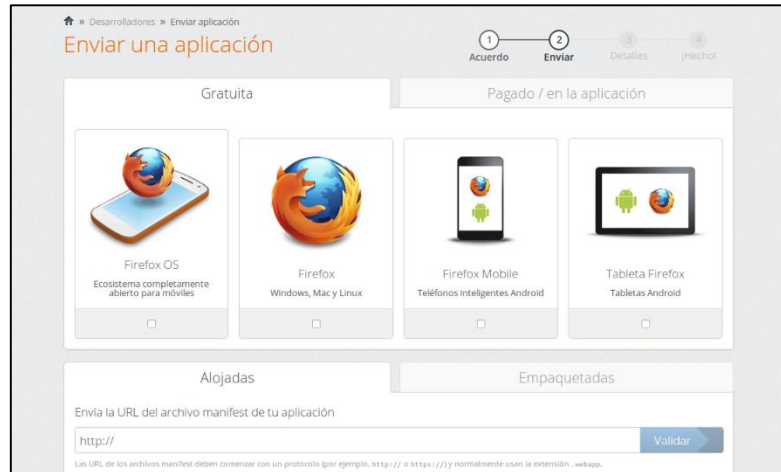 » Desarrolladores » Enviar aplicación
Enviar una aplicación
1 2 3 4
Acuerdo Enviar Detalles ¡Hecho!
Gratuita Pagado / en la aplicación
Firefox OS
Ecosistema completamente
abierto para móviles
Firefox
Windows, Mac y Linux
Firefox Mobile
Teléfonos inteligentes Android
Tableta Firefox
Tabletas Android
Alojadas Empaquetadas
Envía la URL del archivo manifest de tu aplicación
http:// Validar
Las URL de los archivos manifest deben comenzar con un protocolo (por ejemplo, http:// o https://) y normalmente usan la extensión .webapp.